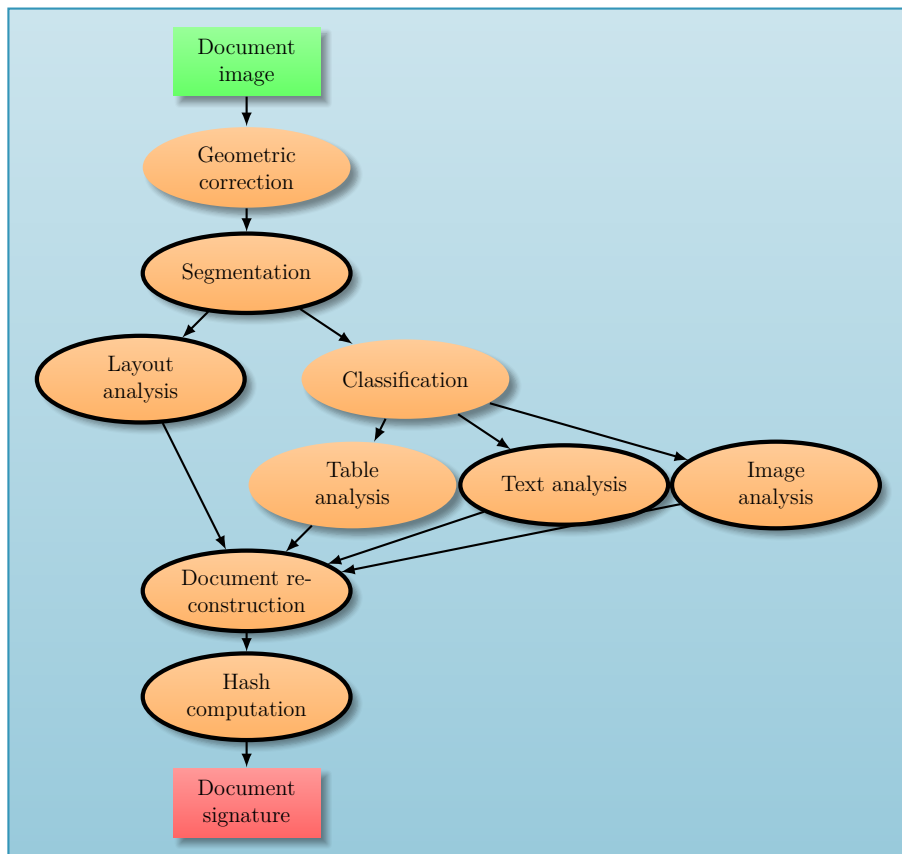 Document
image
Geometric
correction
Segmentation
Layout
analysis
Classification
Table
analysis
Text analysis
Image
analysis
Document re-
construction
Hash
computation
Document
signature